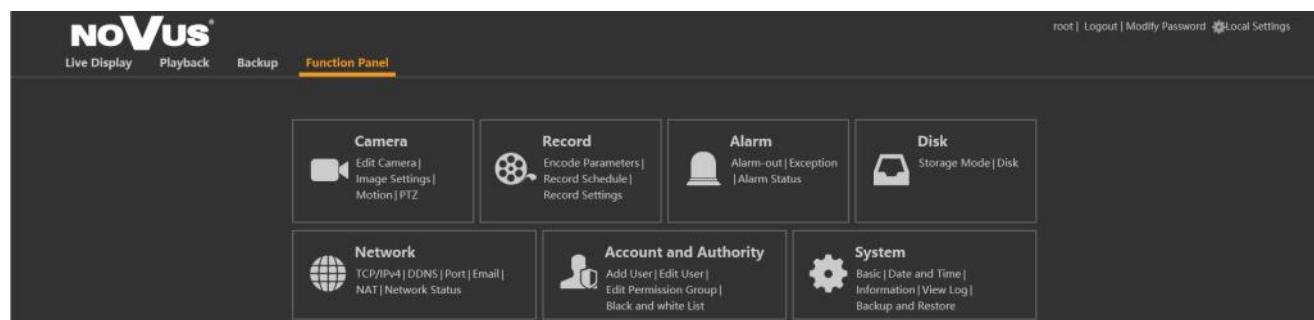 NOVUS®
root | Logout | Modify Password Local Settings
Live Display Playback Backup Function Panel
Camera
Edit Camera |
Image Settings |
Motion | PTZ
Record
Encode Parameters |
Record Schedule |
Record Settings
Alarm
Alarm-out | Exception
| Alarm Status
Disk
Storage Mode | Disk
Network
TCP/IPv4 | DDNS | Port | Email |
NAT | Network Status
Account and Authority
Add User | Edit User |
Edit Permission Group |
Black and white List
System
Basic | Date and Time |
Information | View Log |
Backup and Restore